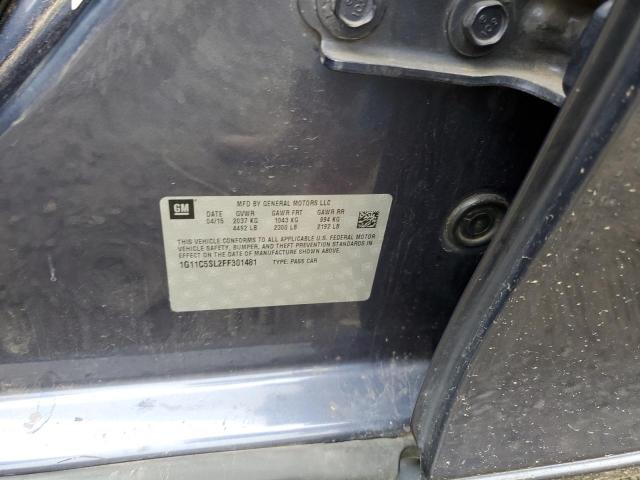 GM
MFD BY GENERAL MOTORS LLC
DATE GVWR GAWR FRT GAWR RR
04/15 2037 KG 1043 KG 994 KG
4492 LB 2300 LB 2192 LB
THIS VEHICLE CONFORMS TO ALL APPLICABLE U.S. FEDERAL MOTOR
VEHICLE SAFETY, BUMPER, AND THEFT PREVENTION STANDARDS IN
EFFECT ON THE DATE OF MANUFACTURE SHOWN ABOVE.
1G11C5SL2FF301481 TYPE: PASS CAR